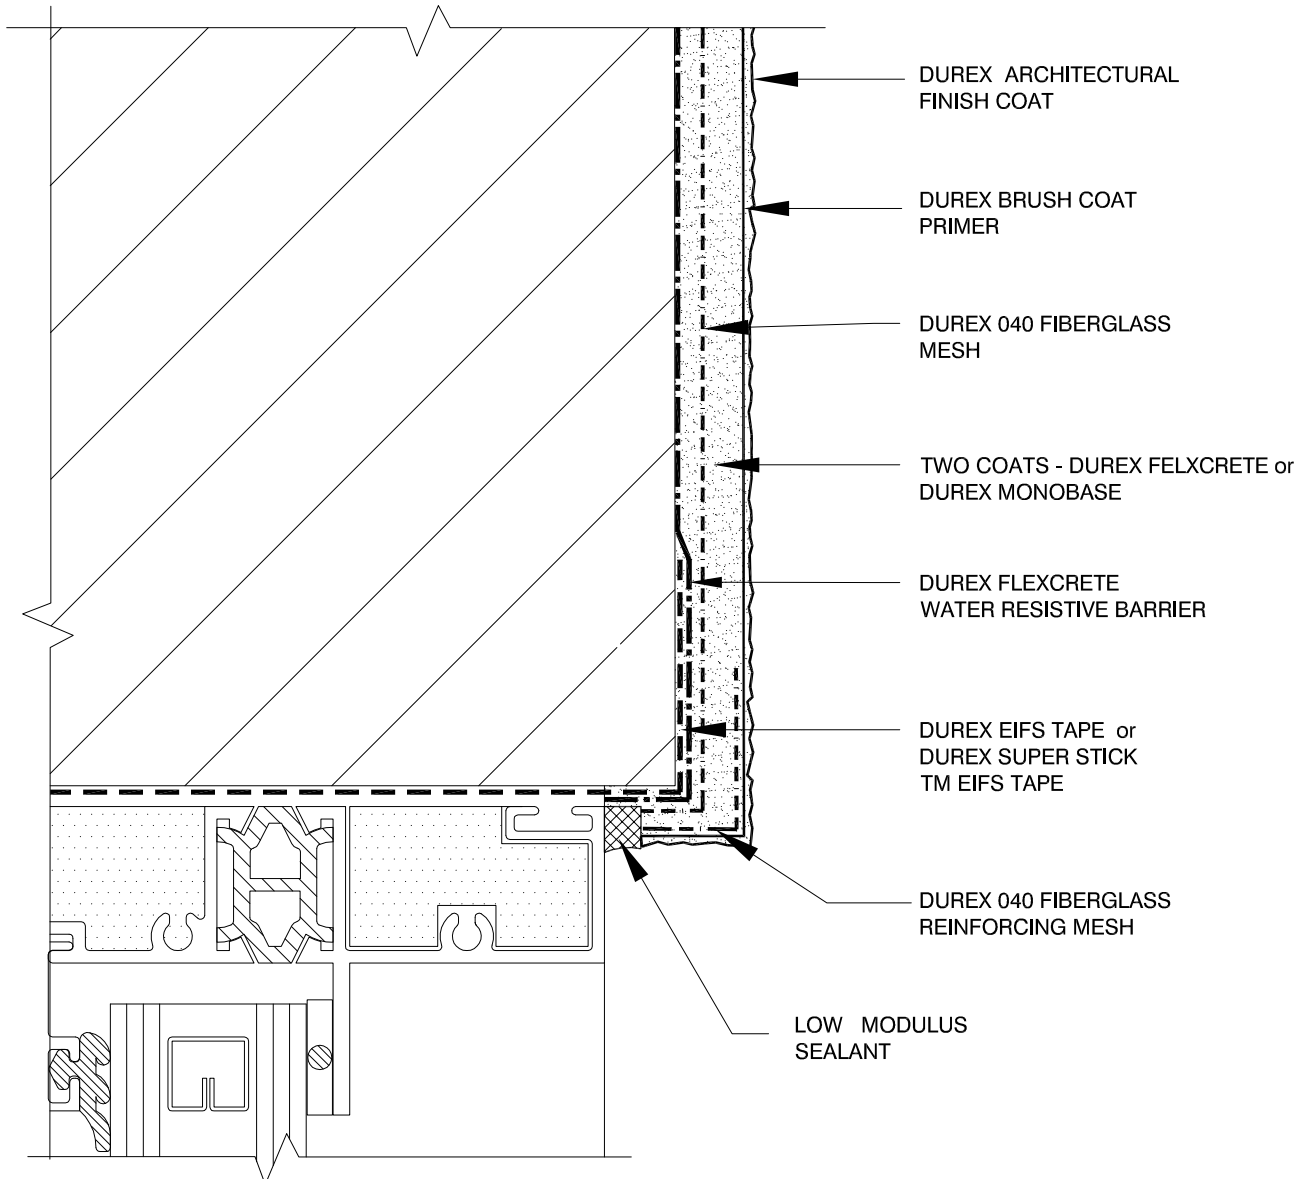 DUREX ARCHITECTURAL
FINISH COAT
DUREX BRUSH COAT
PRIMER
DUREX 040 FIBERGLASS
MESH
TWO COATS - DUREX FELXCRETE or
DUREX MONOBASE
DUREX FLEXCRETE
WATER RESISTIVE BARRIER
DUREX EIFS TAPE or
DUREX SUPER STICK
TM EIFS TAPE
DUREX 040 FIBERGLASS
REINFORCING MESH
LOW MODULUS
SEALANT